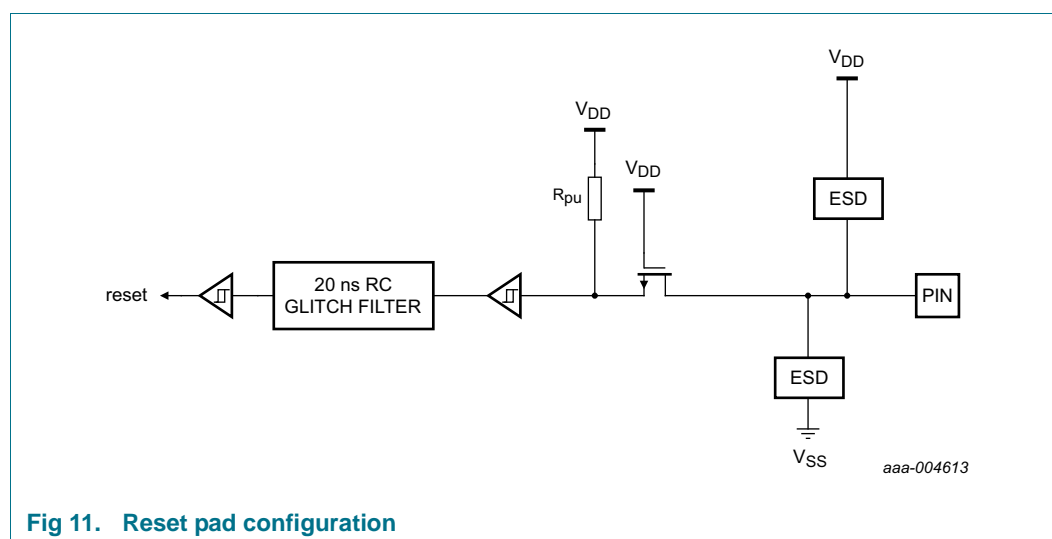 VDD
VDD
VDD
Rpu
ESD
reset
20 ns RC
GLITCH FILTER
PIN
ESD
VSS
aaa-004613
Fig 11. Reset pad configuration